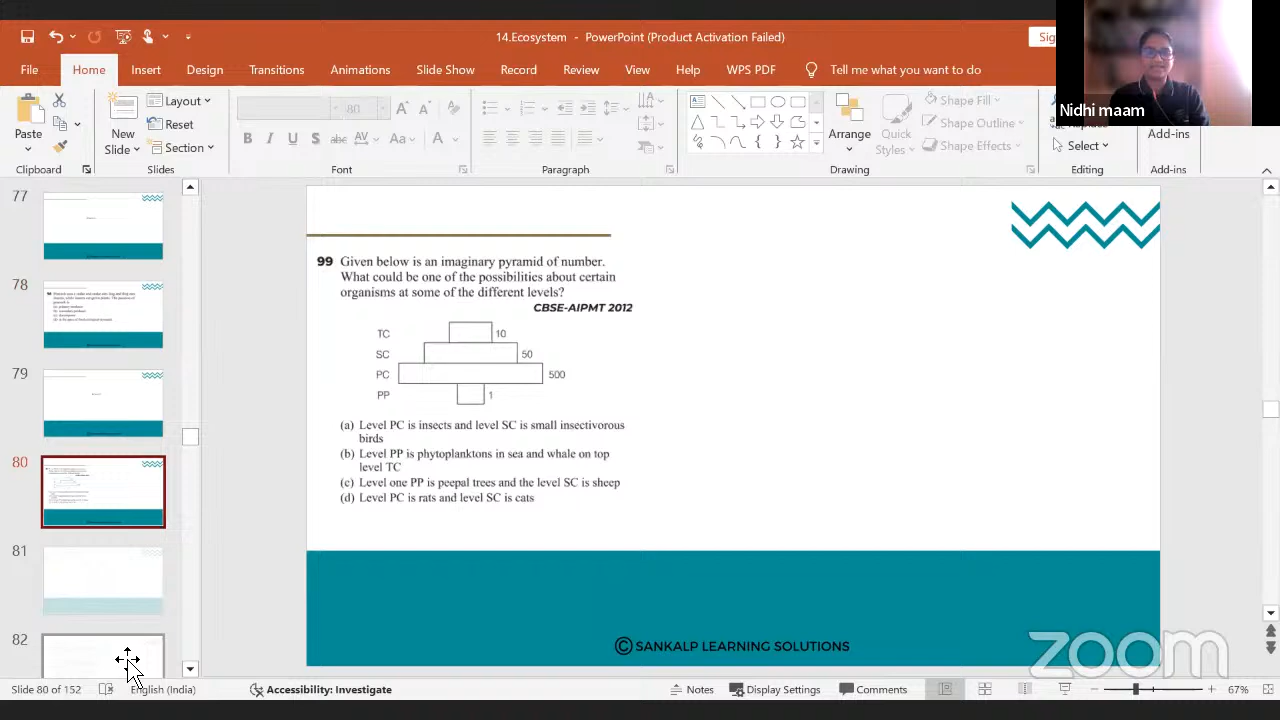 14.Ecosystem - PowerPoint (Product Activation Failed)
Sig
File Home Insert Design Transitions Animations Slide Show Record Review View Help WPS PDF Tell me what you want to do
Nidhi maam
Paste
Clipboard
New Slide
Layout
Reset
Section
Slides
80
B I U S abc AV Aa A
Font
Paragraph
Arrange
Quick Styles
Shape Fill
Shape Outline
Shape Effects
Drawing
Select
Editing
Add-ins
Add-ins
77
78
79
80
81
82
99 Given below is an imaginary pyramid of number.
What could be one of the possibilities about certain
organisms at some of the different levels?
CBSE-AIPMT 2012
TC 10
SC 50
PC 500
PP 1
(a) Level PC is insects and level SC is small insectivorous
birds
(b) Level PP is phytoplanktons in sea and whale on top
level TC
(c) Level one PP is peepal trees and the level SC is sheep
(d) Level PC is rats and level SC is cats
© SANKALP LEARNING SOLUTIONS
zoom
Slide 80 of 152 English (India) Accessibility: Investigate Notes Display Settings Comments 67%